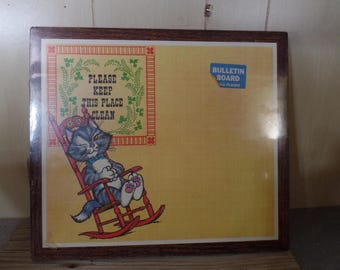 PLEASE
KEEP
THIS PLACE
CLEAN
BULLETIN
BOARD